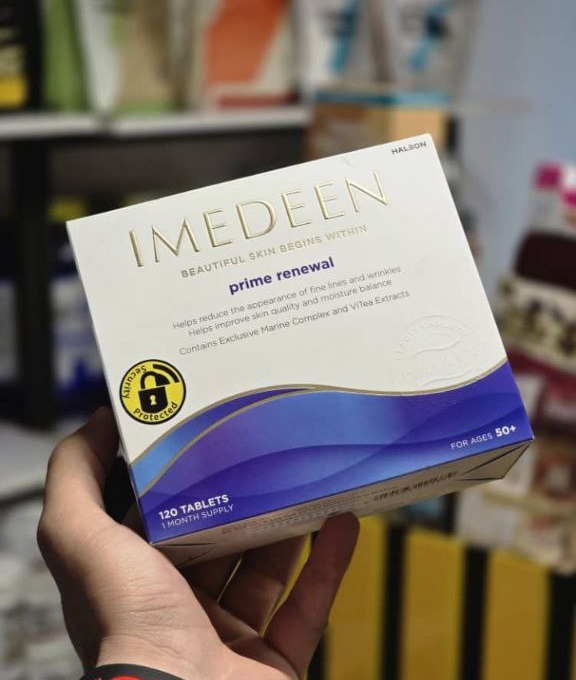 HALEON
IMEDEEN
BEAUTIFUL SKIN BEGINS WITHIN
prime renewal
Helps reduce the appearance of fine lines and wrinkles
Helps improve skin quality and moisture balance
Contains Exclusive Marine Complex and ViTea Extracts
Security
Protected
FOR AGES 50+
120 TABLETS
1 MONTH SUPPLY